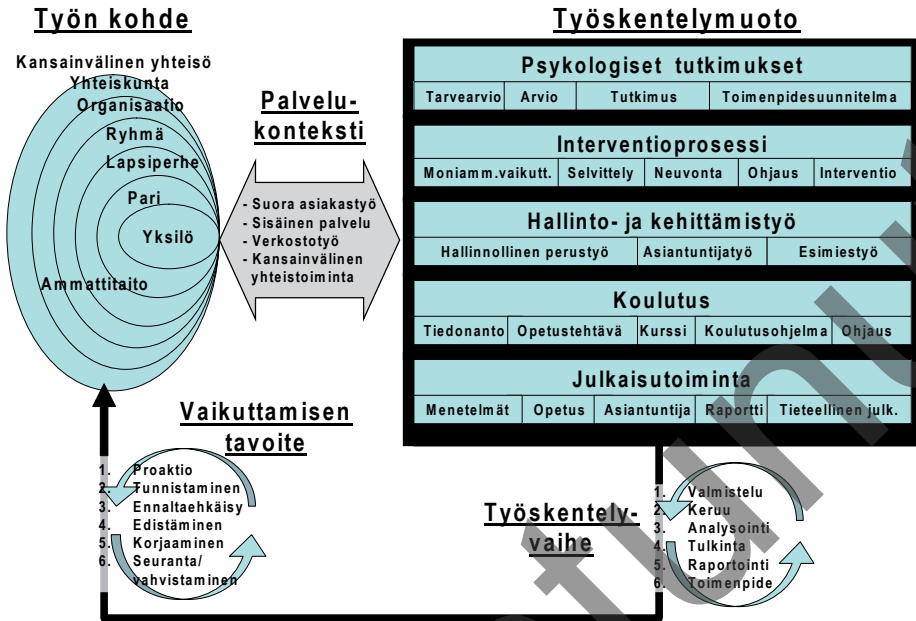 Työn kohde
Kansainvälinen yhteisö
Yhteiskunta
Organisaatio
Ryhmä
Lapsiperhe
Pari
Yksilö
Ammattitaito
Palvelu-
konteksti
- Suora asiakastyö
- Sisäinen palvelu
- Verkostotyö
- Kansainvälinen
yhteistoiminta
Työskentelymuoto
Psykologiset tutkimukset
Tarvearvio Arvio Tutkimus Toimenpidesuunnitelma
Interventioprosessi
Moniamm.vaikutt. Selvittely Neuvonta Ohjaus Interventio
Hallinto- ja kehittämistyö
Hallinnollinen perustyö Asiantuntijatyö Esimiestyö
Koulutus
Tiedonanto Opetustehtävä Kurssi Koulutusohjelma Ohjaus
Julkaisutoiminta
Menetelmät Opetus Asiantuntija Raportti Tieteellinen julk.
Vaikuttamisen
tavoite
1. Proaktio
2. Tunnistaminen
3. Ennaltaehkäisy
4. Edistäminen
5. Korjaaminen
6. Seuranta/
vahvistaminen
Työskentely-
vaihe
1. Valmistelu
2. Keruu
3. Analysointi
4. Tulkinta
5. Raportointi
6. Toimenpide